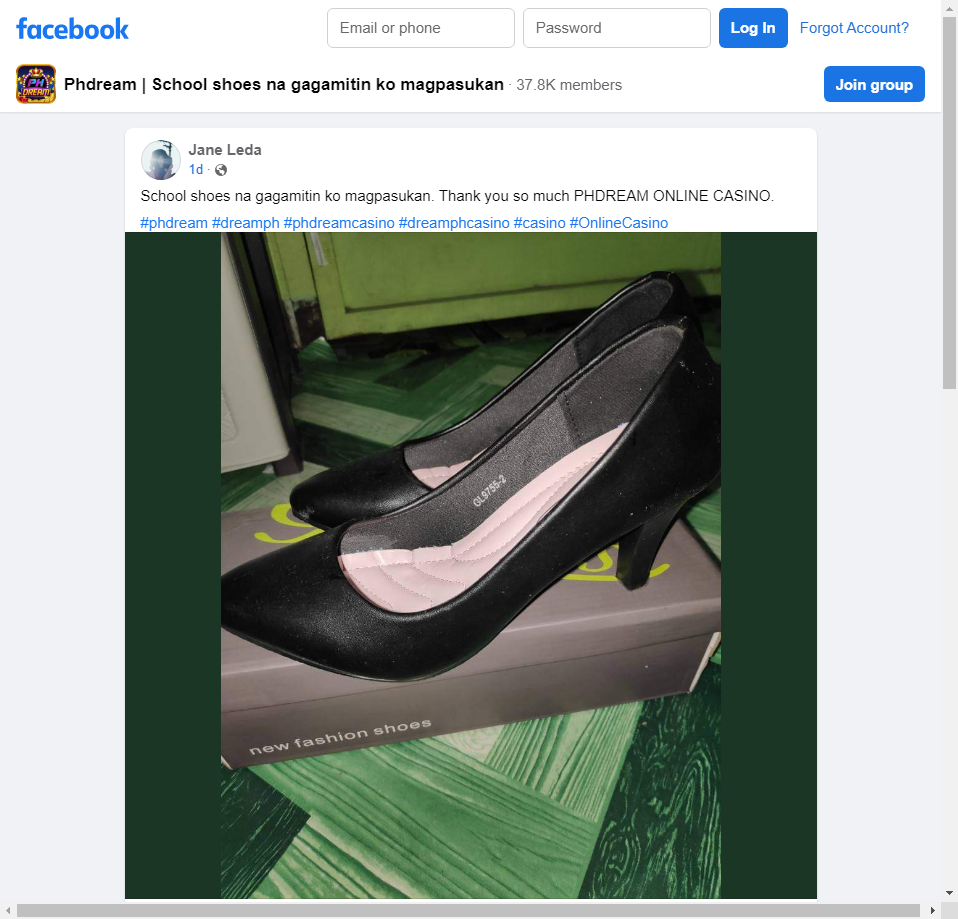 facebook
Email or phone
Password
Log In
Forgot Account?
PH
DREAM
Phdream | School shoes na gagamitin ko magpasukan · 37.8K members
Join group
Jane Leda
1d ·
School shoes na gagamitin ko magpasukan. Thank you so much PHDREAM ONLINE CASINO.
#phdream #dreamph #phdreamcasino #dreamphcasino #casino #OnlineCasino
GL9755-2
new fashion shoes